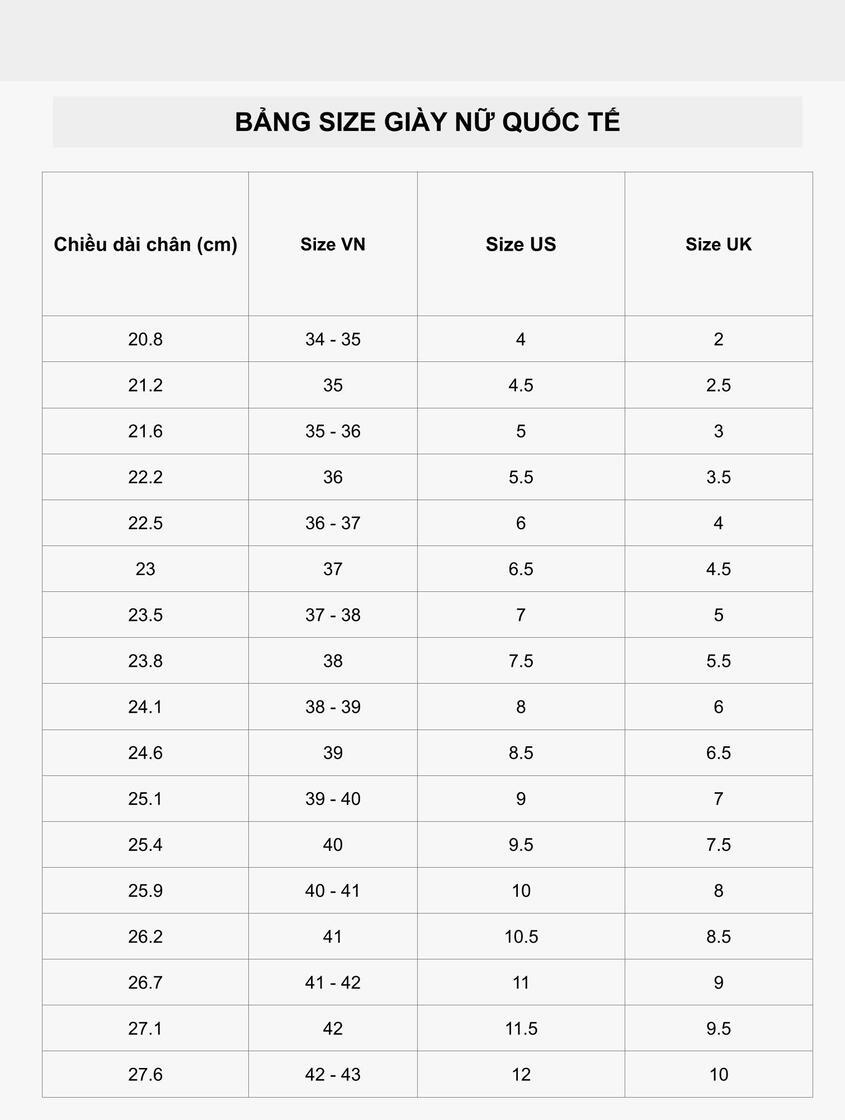 BẢNG SIZE GIÀY NỮ QUỐC TẾ
Chiều dài chân (cm) Size VN Size US Size UK
20.8 34 - 35 4 2
21.2 35 4.5 2.5
21.6 35 - 36 5 3
22.2 36 5.5 3.5
22.5 36 - 37 6 4
23 37 6.5 4.5
23.5 37 - 38 7 5
23.8 38 7.5 5.5
24.1 38 - 39 8 6
24.6 39 8.5 6.5
25.1 39 - 40 9 7
25.4 40 9.5 7.5
25.9 40 - 41 10 8
26.2 41 10.5 8.5
26.7 41 - 42 11 9
27.1 42 11.5 9.5
27.6 42 - 43 12 10